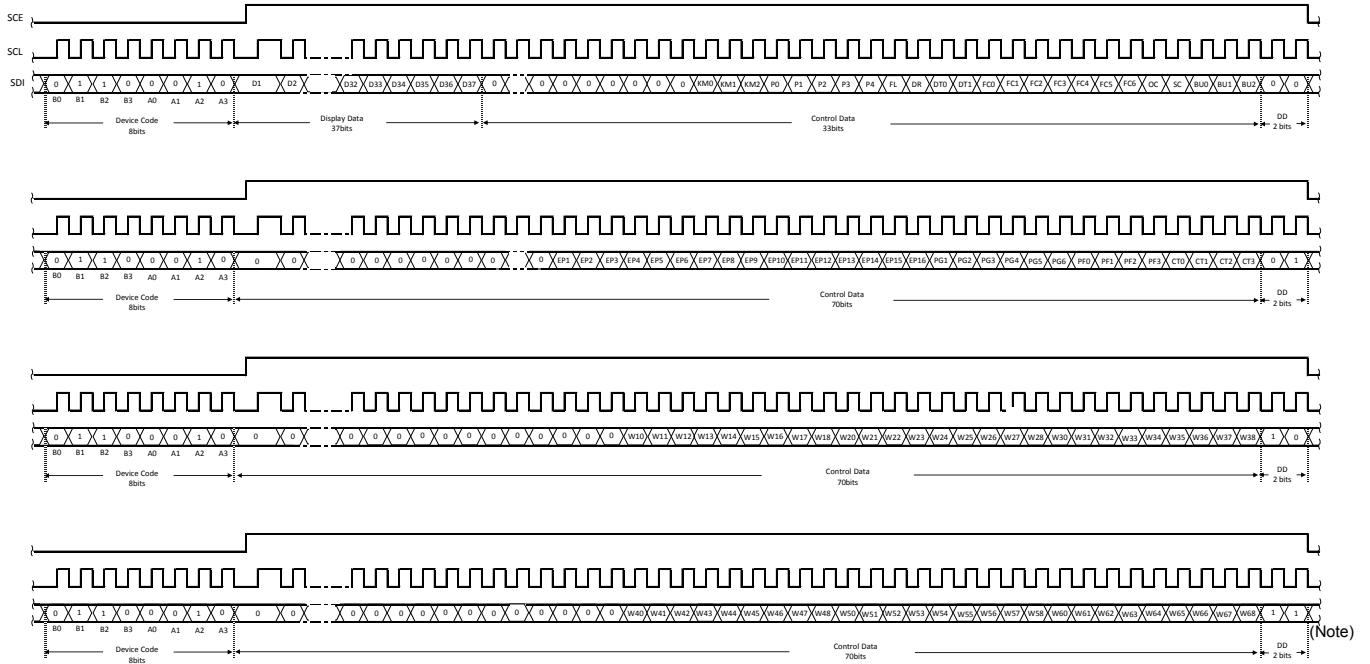 SCE
SCL
SDI 0 1 1 0 0 0 1 0 D1 D2 D32 D33 D34 D35 D36 D37 0 0 0 0 0 0 0 0 KM0 KM1 KM2 P0 P1 P2 P3 P4 FL DR DT0 DT1 FC0 FC1 FC2 FC3 FC4 FC5 FC6 OC SC BU0 BU1 BU2 0 0
B0 B1 B2 B3 A0 A1 A2 A3
Device Code Display Data Control Data DD
8bits 37bits 33bits 2 bits
0 1 1 0 0 0 1 0 0 0 0 0 0 0 0 0 0 0 EP1 EP2 EP3 EP4 EP5 EP6 EP7 EP8 EP9 EP10 EP11 EP12 EP13 EP14 EP15 EP16 PG1 PG2 PG3 PG4 PG5 PG6 PF0 PF1 PF2 PF3 CT0 CT1 CT2 CT3 0 1
B0 B1 B2 B3 A0 A1 A2 A3
Device Code Control Data DD
8bits 70bits 2 bits
0 1 1 0 0 0 1 0 0 0 0 0 0 0 0 0 0 0 0 0 0 0 W10 W11 W12 W13 W14 W15 W16 W17 W18 W20 W21 W22 W23 W24 W25 W26 W27 W28 W30 W31 W32 W33 W34 W35 W36 W37 W38 1 0
B0 B1 B2 B3 A0 A1 A2 A3
Device Code Control Data DD
8bits 70bits 2 bits
0 1 1 0 0 0 1 0 0 0 0 0 0 0 0 0 0 0 0 0 0 0 W40 W41 W42 W43 W44 W45 W46 W47 W48 W50 W51 W52 W53 W54 W55 W56 W57 W58 W60 W61 W62 W63 W64 W65 W66 W67 W68 1 1
B0 B1 B2 B3 A0 A1 A2 A3 (Note)
Device Code Control Data DD
8bits 70bits 2 bits